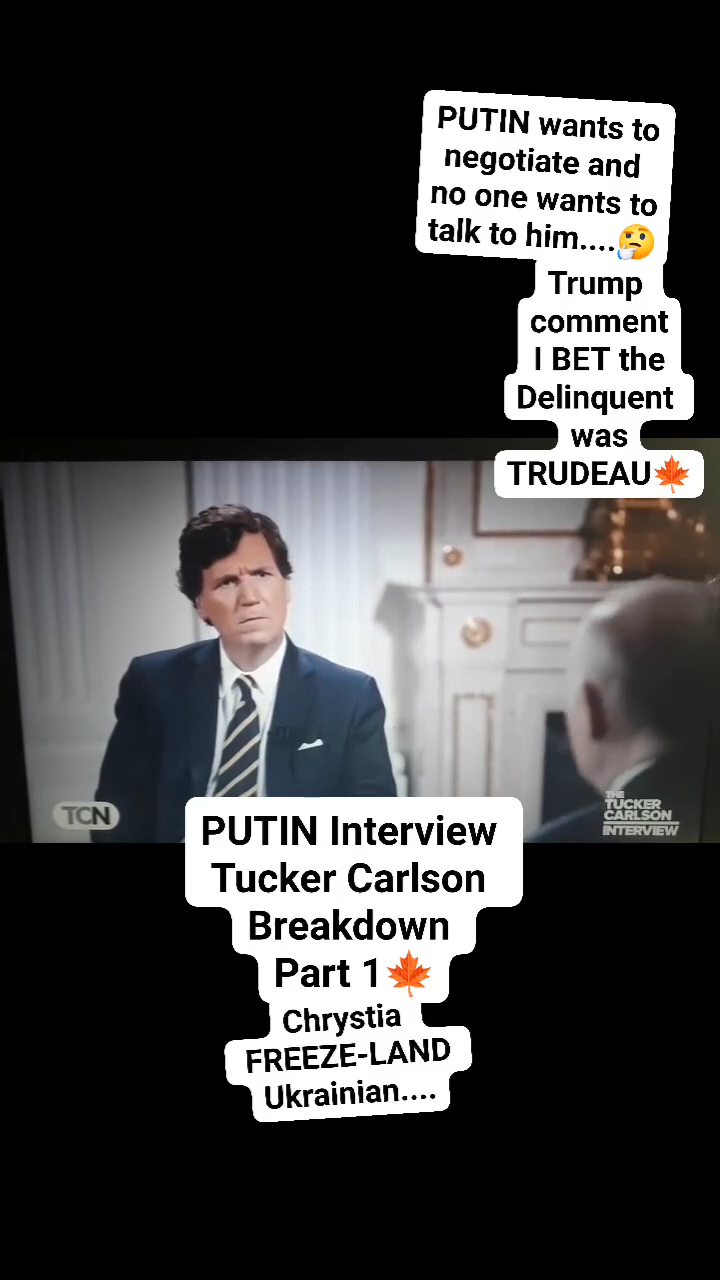 PUTIN wants to
negotiate and
no one wants to
talk to him....🤔
Trump
comment
I BET the
Delinquent
was
TRUDEAU🍁
TCN
THE
TUCKER
CARLSON
INTERVIEW
PUTIN Interview
Tucker Carlson
Breakdown
Part 1🍁
Chrystia
FREEZE-LAND
Ukrainian....